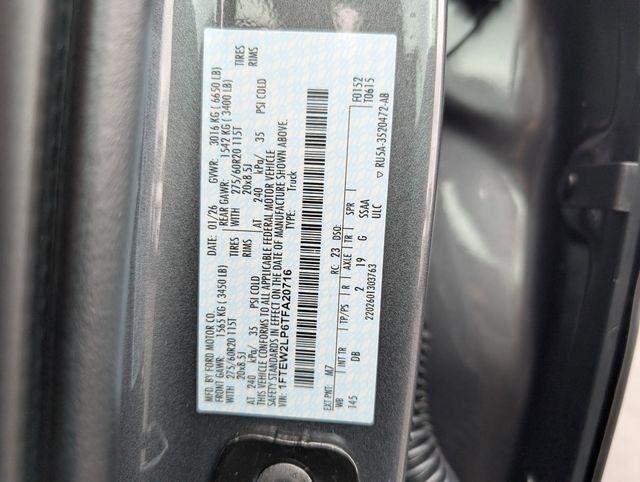 MFD. BY FORD MOTOR CO.
DATE: 01/26 GVWR: 3016 KG ( 6650 LB)
FRONT GAWR: 1565 KG ( 3450 LB) REAR GAWR: 1542 KG ( 3400 LB)
275/60R20 115T TIRES WITH 275/60R20 115T TIRES
20x8.5J RIMS 20x8.5J RIMS
AT 240 kPa/ 35 PSI COLD AT 240 kPa/ 35 PSI COLD
THIS VEHICLE CONFORMS TO ALL APPLICABLE FEDERAL MOTOR VEHICLE
SAFETY STANDARDS IN EFFECT ON THE DATE OF MANUFACTURE SHOWN ABOVE.
VIN: 1FTEW2LP6TFA20716 TYPE: Truck
F0152
T0615
EXT PNT: M7 RC: 23 DSO:
WB INT TR TP/PS R AXLE TR SPR
145 DB 2 19 G SSAA
ULC
2202601303763 ▽ RU5A-3520472-AB